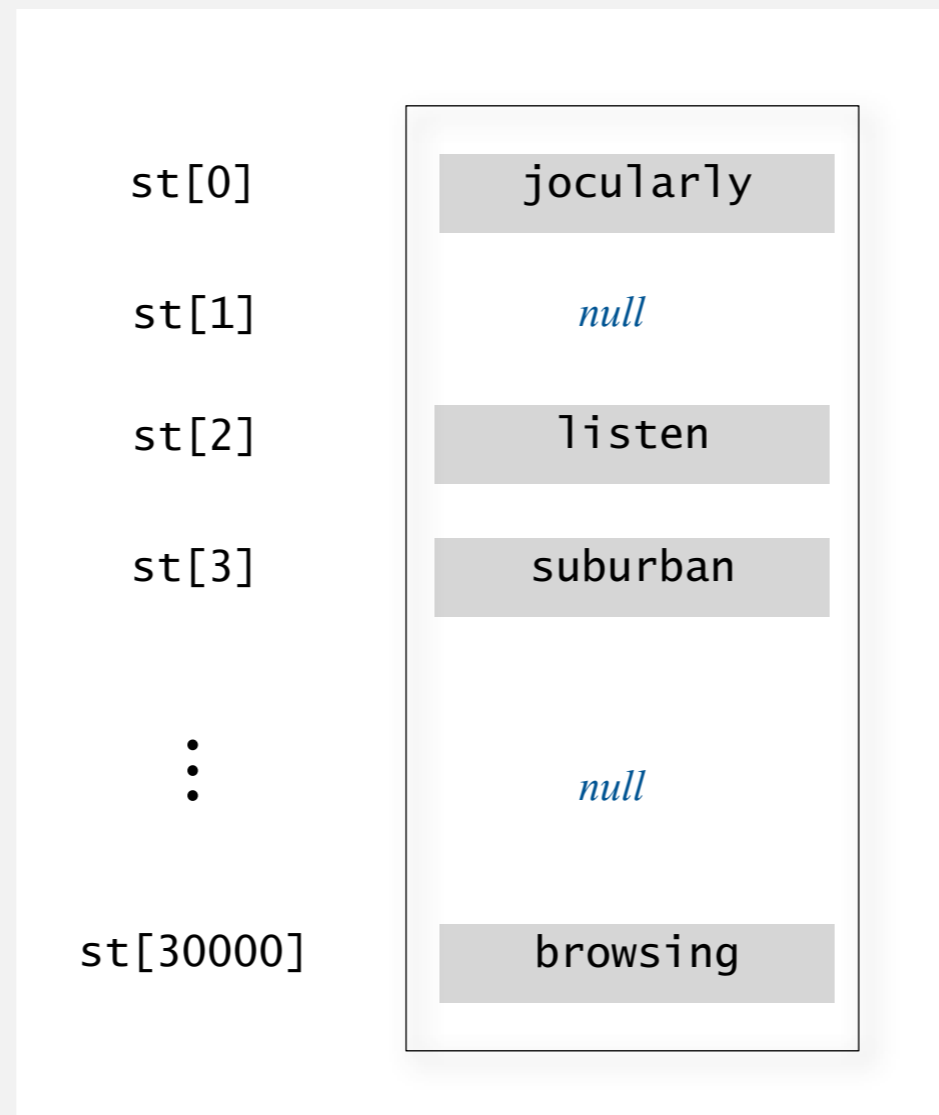 st[0] jocularly
st[1] null
st[2] listen
st[3] suburban
null
st[30000] browsing